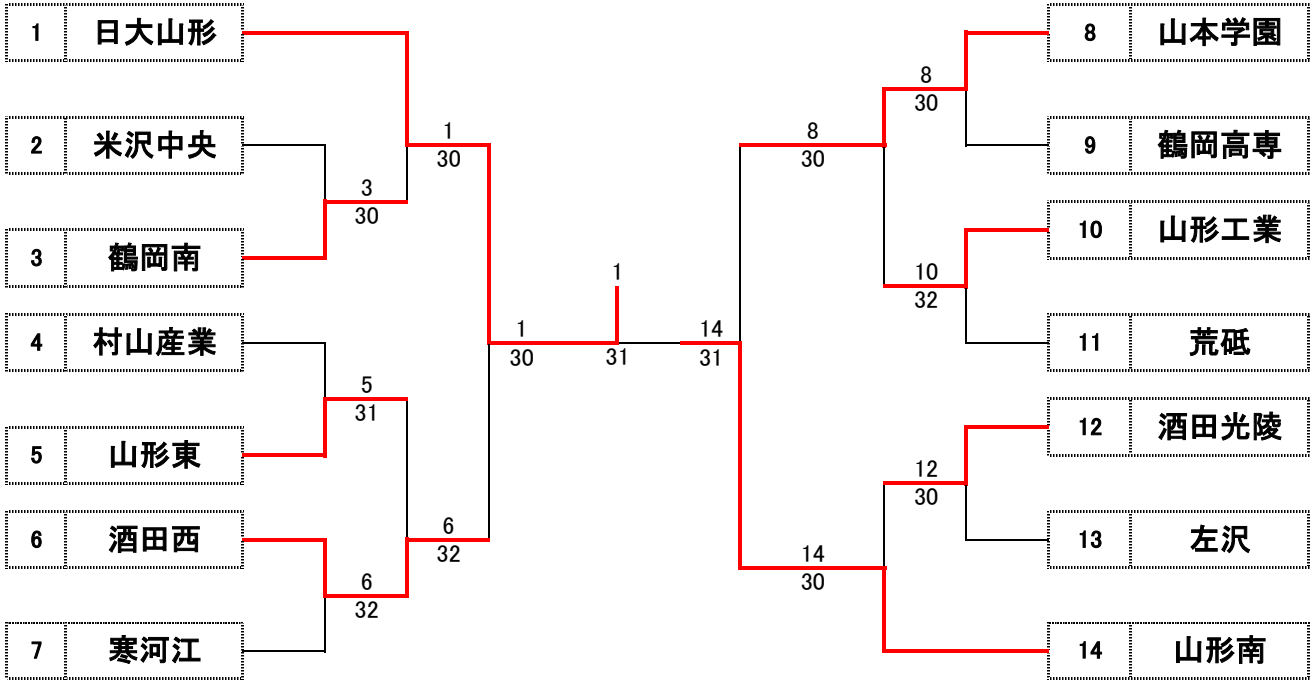 1 日大山形
2 米沢中央
3 鶴岡南
4 村山産業
5 山形東
6 酒田西
7 寒河江
3
30
5
31
6
32
1
30
6
32
1
30
1
31
14
31
8
30
14
30
8
30
10
32
12
30
8 山本学園
9 鶴岡高専
10 山形工業
11 荒砥
12 酒田光陵
13 左沢
14 山形南